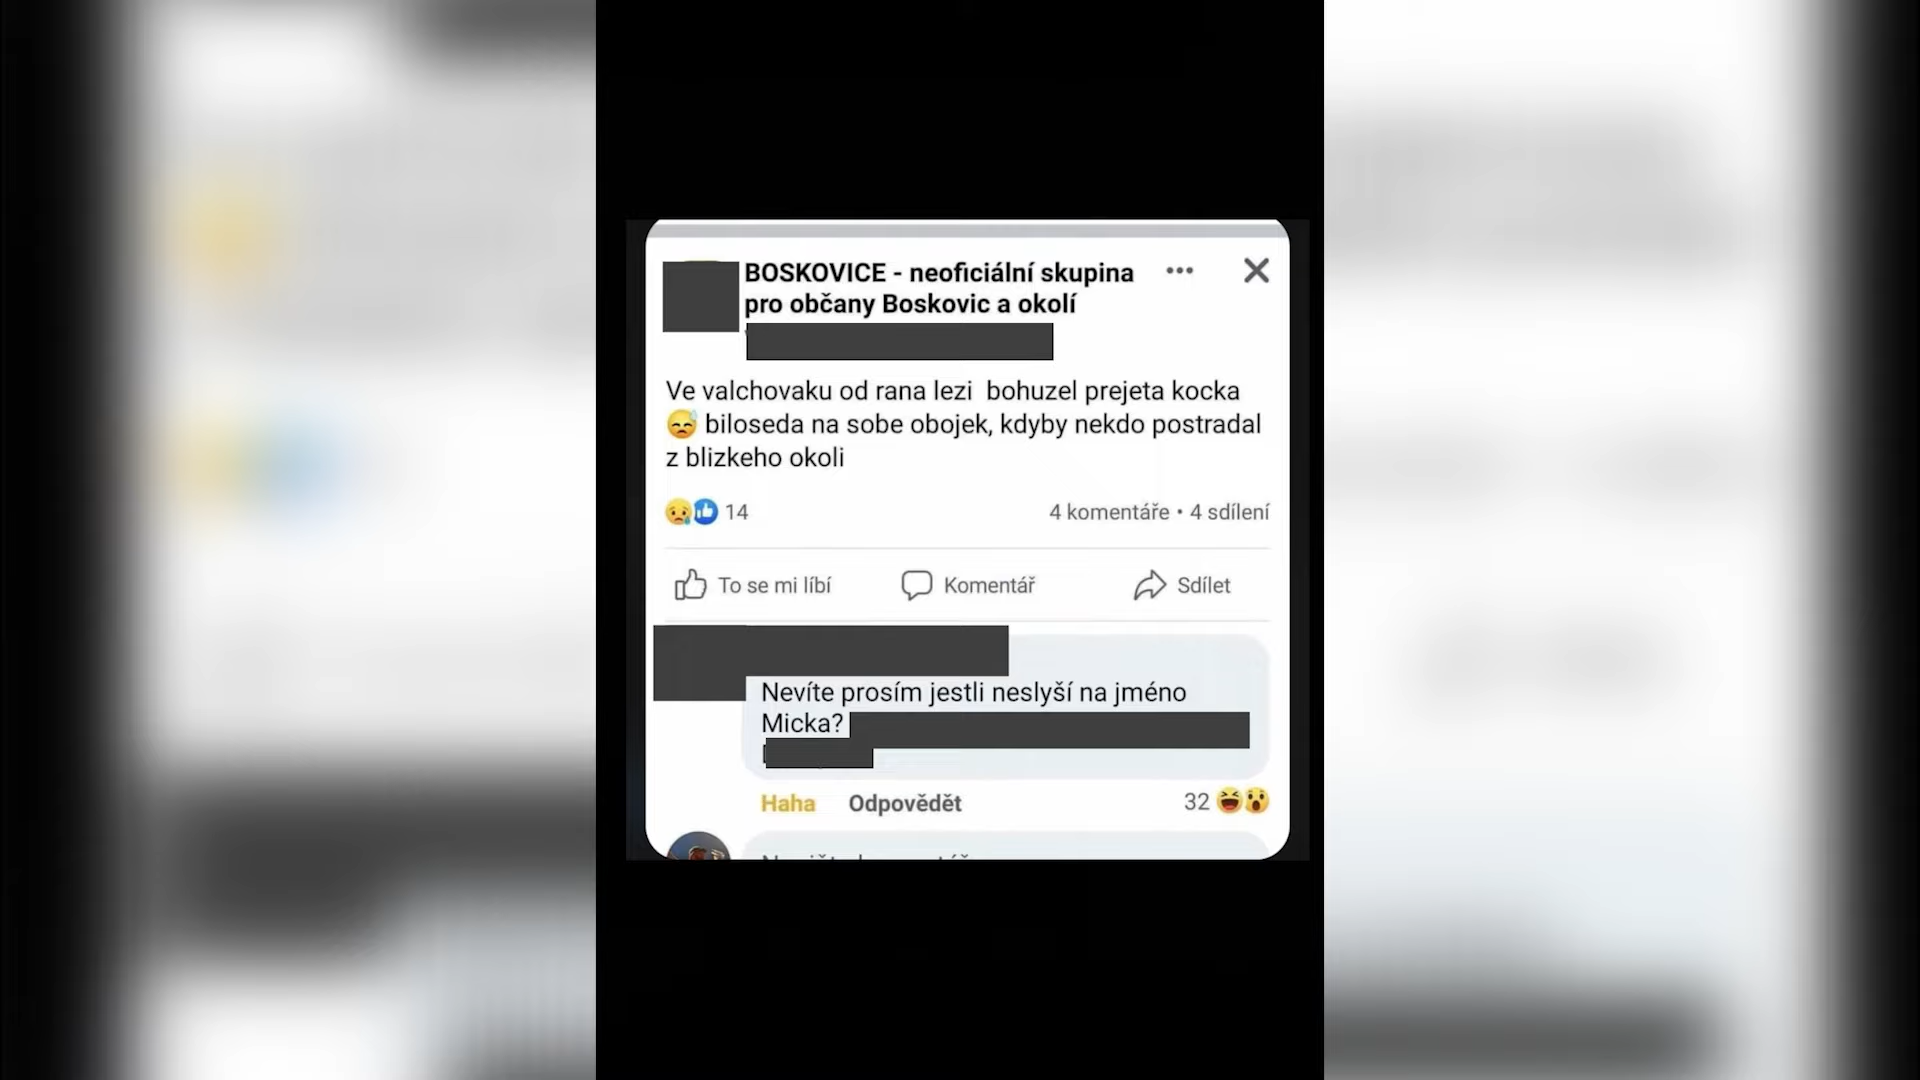 BOSKOVICE - neoficiální skupina
pro občany Boskovic a okolí
Ve valchovaku od rana lezi bohuzel prejeta kocka
😓 biloseda na sobe obojek, kdyby nekdo postradal
z blizkeho okoli
14
4 komentáře • 4 sdílení
To se mi líbí
Komentář
Sdílet
Nevíte prosím jestli neslyší na jméno
Micka?
Haha
Odpovědět
32